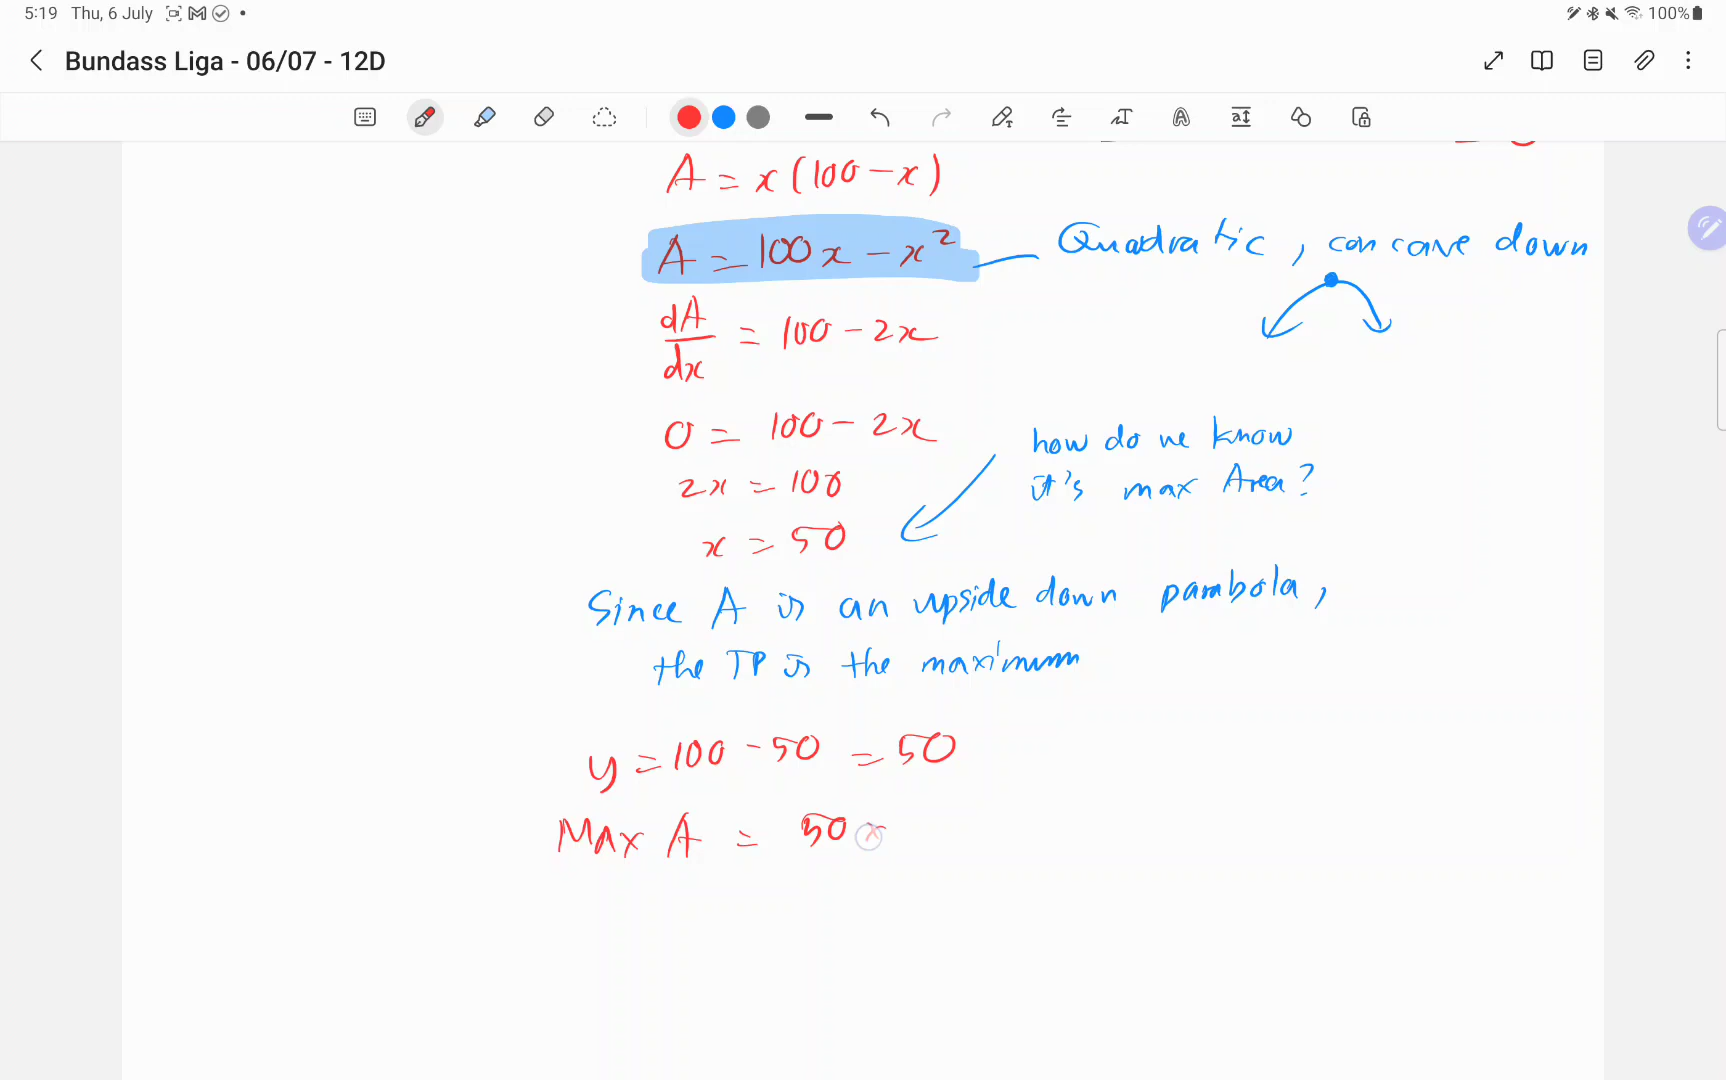 5:19 Thu, 6 July 100%
Bundass Liga - 06/07 - 12D
A = x(100 - x)
A = 100x - x² Quadratic, concave down
dA/dx = 100 - 2x
0 = 100 - 2x how do we know
2x = 100 it's max Area?
x = 50
Since A is an upside down parabola,
the TP is the maximum
y = 100 - 50 = 50
Max A = 50 x